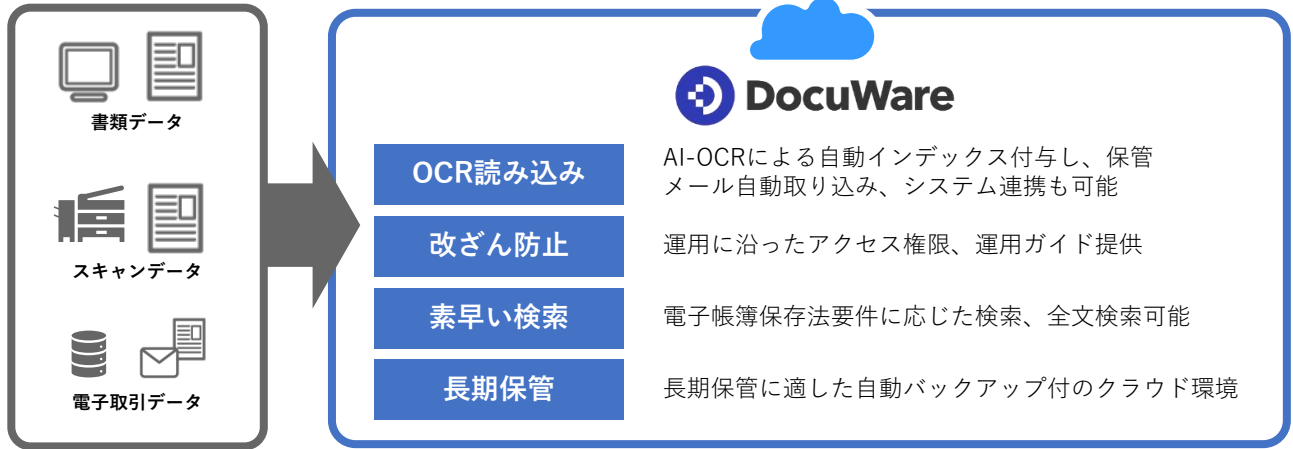 書類データ
スキャンデータ
電子取引データ
DocuWare
OCR読み込み
AI-OCRによる自動インデックス付与し、保管
メール自動取り込み、システム連携も可能
改ざん防止
運用に沿ったアクセス権限、運用ガイド提供
素早い検索
電子帳簿保存法要件に応じた検索、全文検索可能
長期保管
長期保管に適した自動バックアップ付のクラウド環境